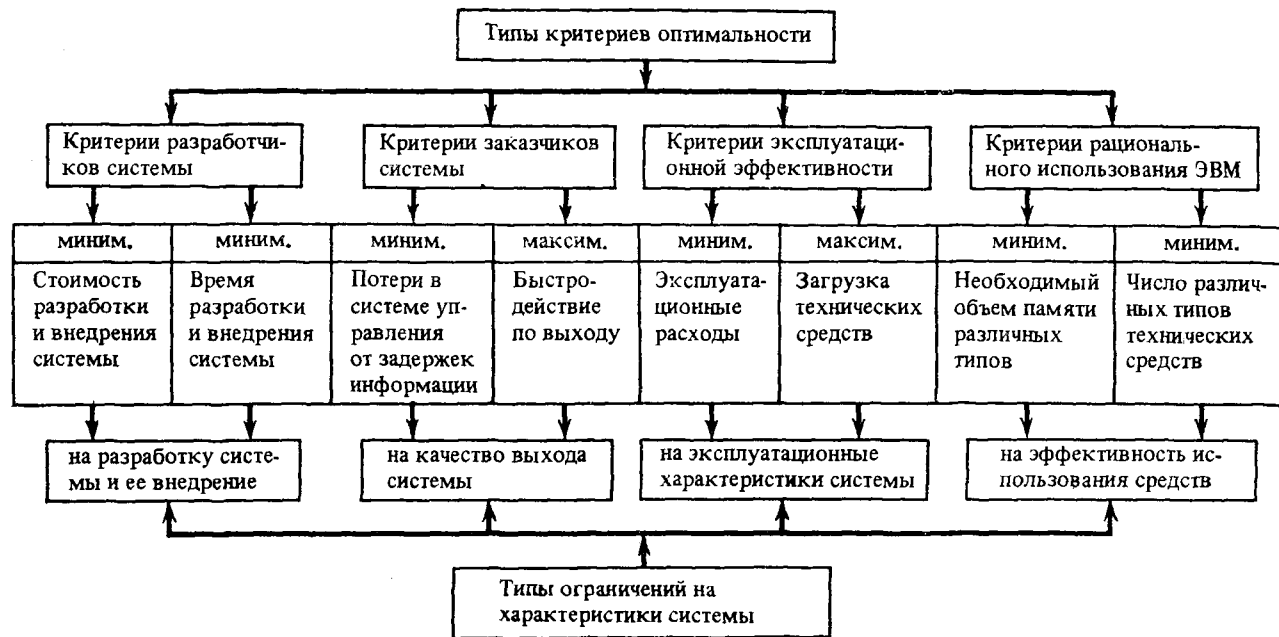 Типы критериев оптимальности
Критерии разработчи-
ков системы
Критерии заказчиков
системы
Критерии эксплуатаци-
онной эффективности
Критерии рациональ-
ного использования ЭВМ
миним.
миним.
миним.
максим.
миним.
максим.
миним.
миним.
Стоимость
разработки
и внедрения
системы
Время
разработки
и внедрения
системы
Потери в
системе уп-
равления
от задержек
информации
Быстро-
действие
по выходу
Эксплуата-
ционные
расходы
Загрузка
технических
средств
Необходимый
объем памяти
различных
типов
Число различ-
ных типов
технических
средств
на разработку систе-
мы и ее внедрение
на качество выхода
системы
на эксплуатационные
характеристики системы
на эффективность ис-
пользования средств
Типы ограничений на
характеристики системы